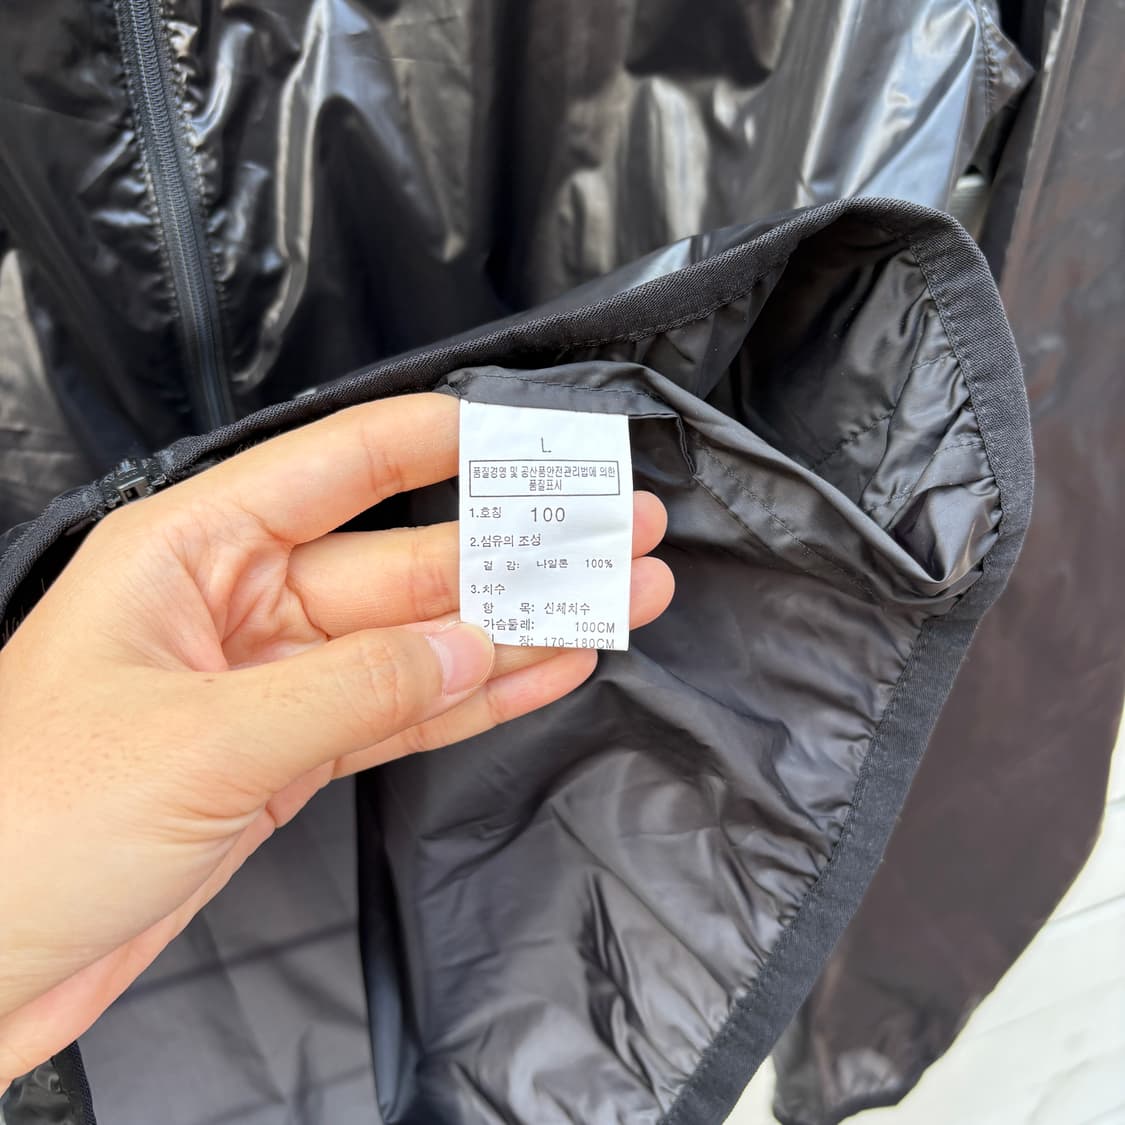 L
품질경영 및 공산품안전관리법에 의한
품질표시
1.호칭 100
2.섬유의 조성
겉 감: 나일론 100%
3.치수
항 목: 신체치수
가슴둘레: 100CM
장: 170~180CM